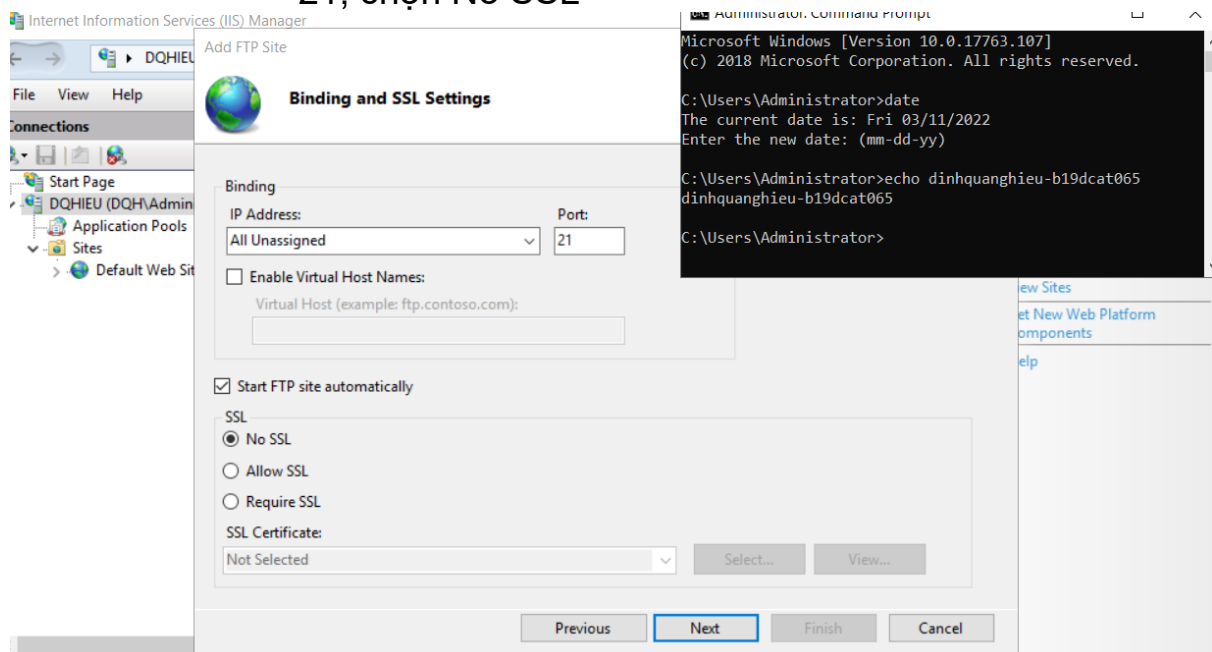 21, chọn No SSL
Internet Information Services (IIS) Manager
DQHIEU
File View Help
Connections
Start Page
DQHIEU (DQH\Admin
Application Pools
Sites
Default Web Sit
Add FTP Site
Binding and SSL Settings
Binding
IP Address:
Port:
All Unassigned
21
Enable Virtual Host Names:
Virtual Host (example: ftp.contoso.com):
Start FTP site automatically
SSL
No SSL
Allow SSL
Require SSL
SSL Certificate:
Not Selected
Select...
View...
Previous
Next
Finish
Cancel
Administrator: Command Prompt
Microsoft Windows [Version 10.0.17763.107]
(c) 2018 Microsoft Corporation. All rights reserved.
C:\Users\Administrator>date
The current date is: Fri 03/11/2022
Enter the new date: (mm-dd-yy)
C:\Users\Administrator>echo dinhquanghieu-b19dcat065
dinhquanghieu-b19dcat065
C:\Users\Administrator>
iew Sites
et New Web Platform
omponents
elp